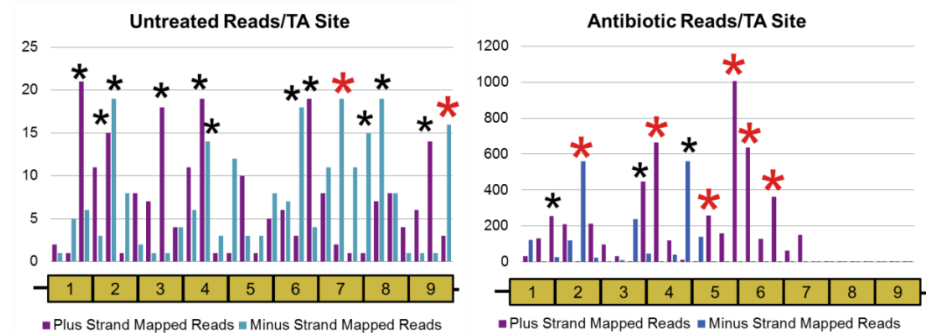 Untreated Reads/TA Site
25
20
15
10
5
0
1 2 3 4 5 6 7 8 9
Plus Strand Mapped Reads Minus Strand Mapped Reads
Antibiotic Reads/TA Site
1200
1000
800
600
400
200
0
1 2 3 4 5 6 7 8 9
Plus Strand Mapped Reads Minus Strand Mapped Reads